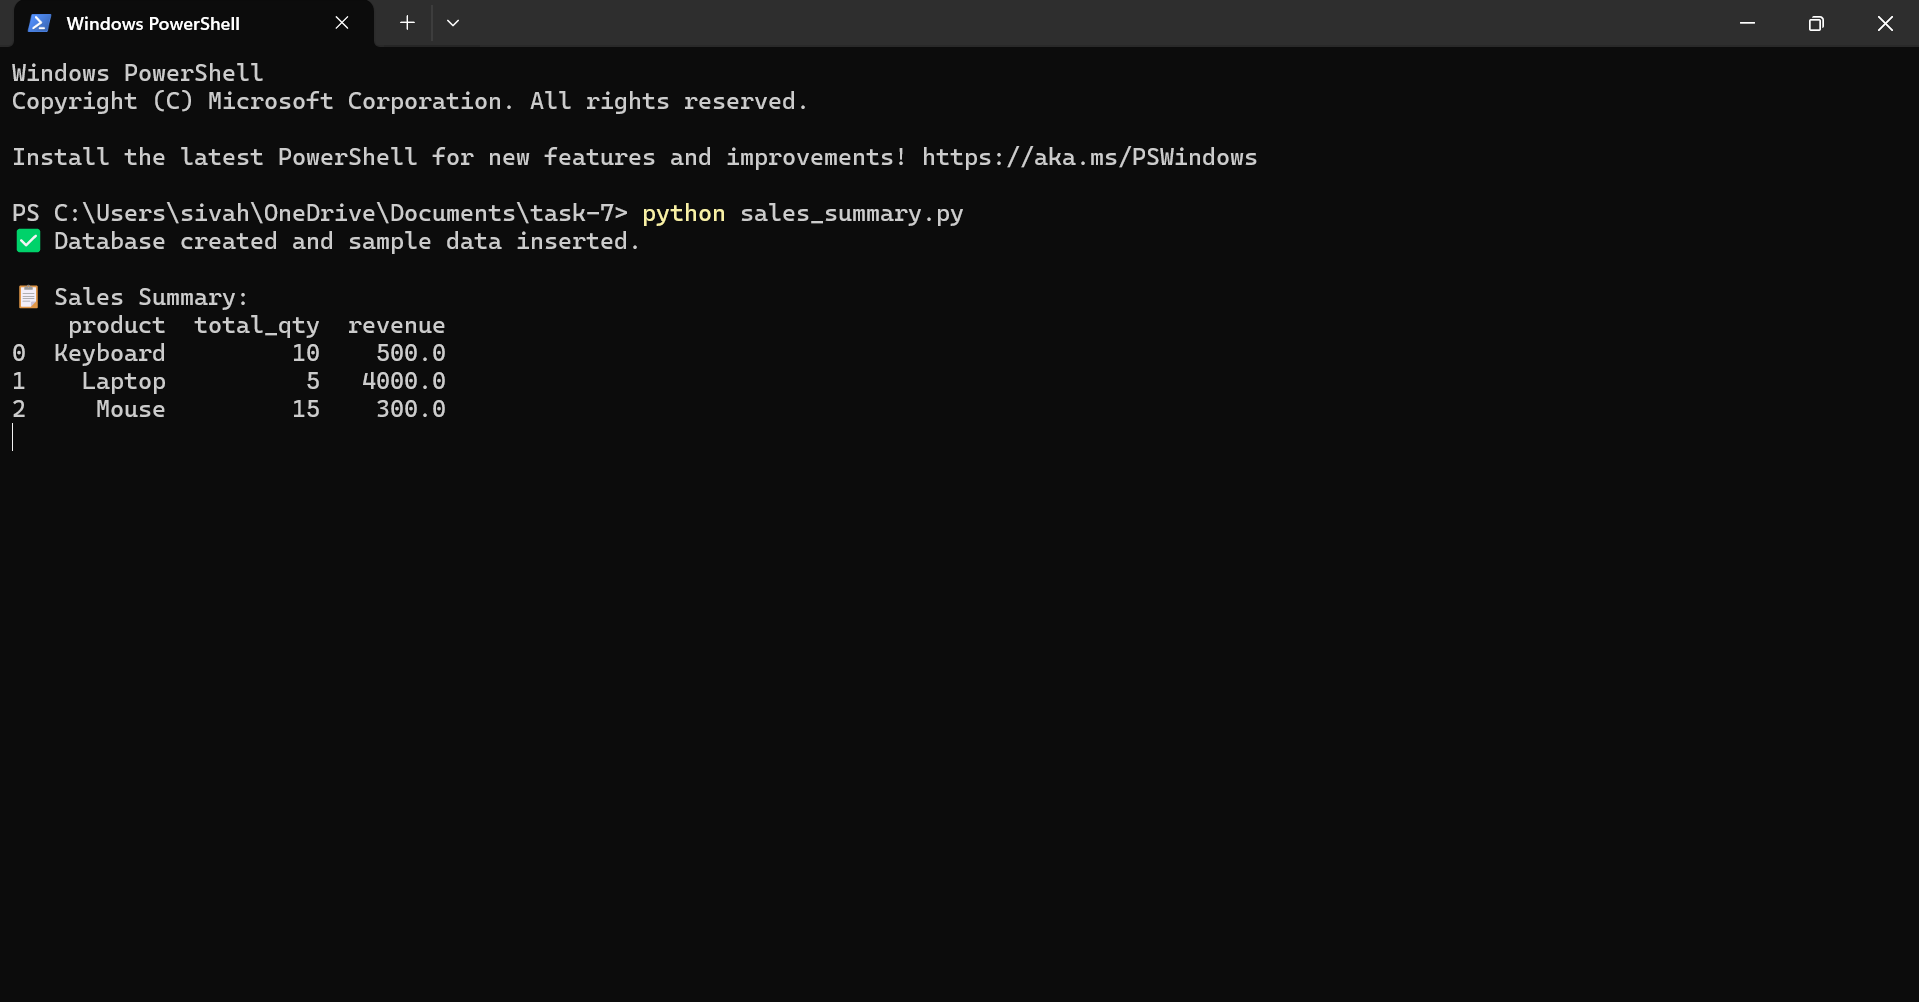 Windows PowerShell
Windows PowerShell
Copyright (C) Microsoft Corporation. All rights reserved.
Install the latest PowerShell for new features and improvements! https://aka.ms/PSWindows
PS C:\Users\sivah\OneDrive\Documents\task-7> python sales_summary.py
✅ Database created and sample data inserted.
📋 Sales Summary:
    product  total_qty  revenue
0  Keyboard         10    500.0
1    Laptop          5   4000.0
2     Mouse         15    300.0